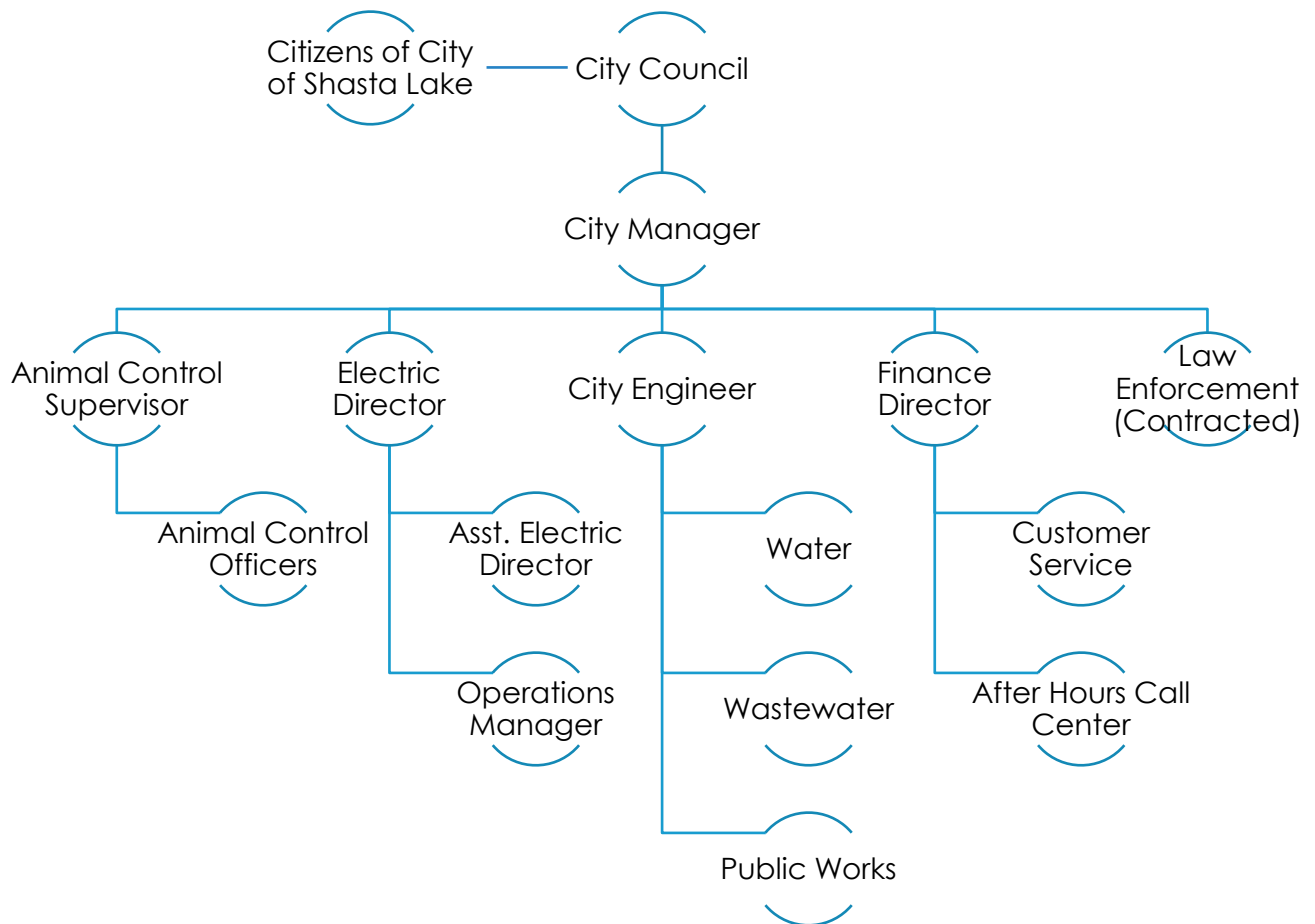 Citizens of City
of Shasta Lake
City Council
City Manager
Animal Control
Supervisor
Electric
Director
City Engineer
Finance
Director
Law
Enforcement
(Contracted)
Animal Control
Officers
Asst. Electric
Director
Water
Customer
Service
Operations
Manager
Wastewater
After Hours Call
Center
Public Works